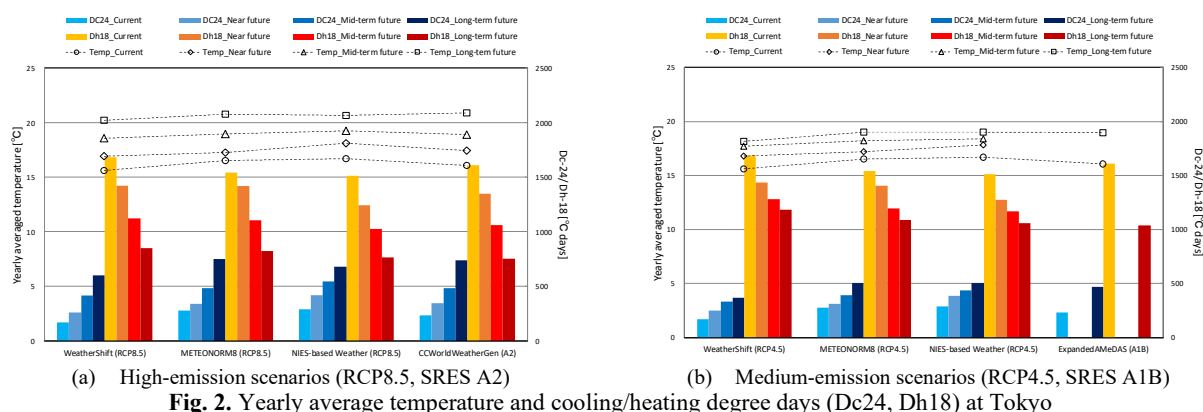 DC24_Current DC24_Near future DC24_Mid-term future DC24_Long-term future
Dh18_Current Dh18_Near future Dh18_Mid-term future Dh18_Long-term future
Temp_Current Temp_Near future Temp_Mid-term future Temp_Long-tem future
25
20
15
10
5
0
Yearly averaged temperature [°C]
2500
2000
1500
1000
500
0
Dc-24/Dh-18 [°C days]
WeatherShift (RCP8.5) METEONORM8 (RCP8.5) NIES-based Weather (RCP8.5) CCWorldWeatherGen (A2)
(a) High-emission scenarios (RCP8.5, SRES A2)
DC24_Current DC24_Near future DC24_Mid-term future DC24_Long-term future
Dh18_Current Dh18_Near future Dh18_Mid-term future Dh18_Long-term future
Temp_Current Temp_Near future Temp_Mid-term future Temp_Long-term future
25
20
15
10
5
0
Yearly averaged temperature [°C]
2500
2000
1500
1000
500
0
Dc-24/ Dh-18 [°C days]
WeatherShift (RCP4.5) METEONORM8 (RCP4.5) NIES-based Weather (RCP4.5) ExpandedAMeDAS (A1B)
(b) Medium-emission scenarios (RCP4.5, SRES A1B)
Fig. 2. Yearly average temperature and cooling/heating degree days (Dc24, Dh18) at Tokyo